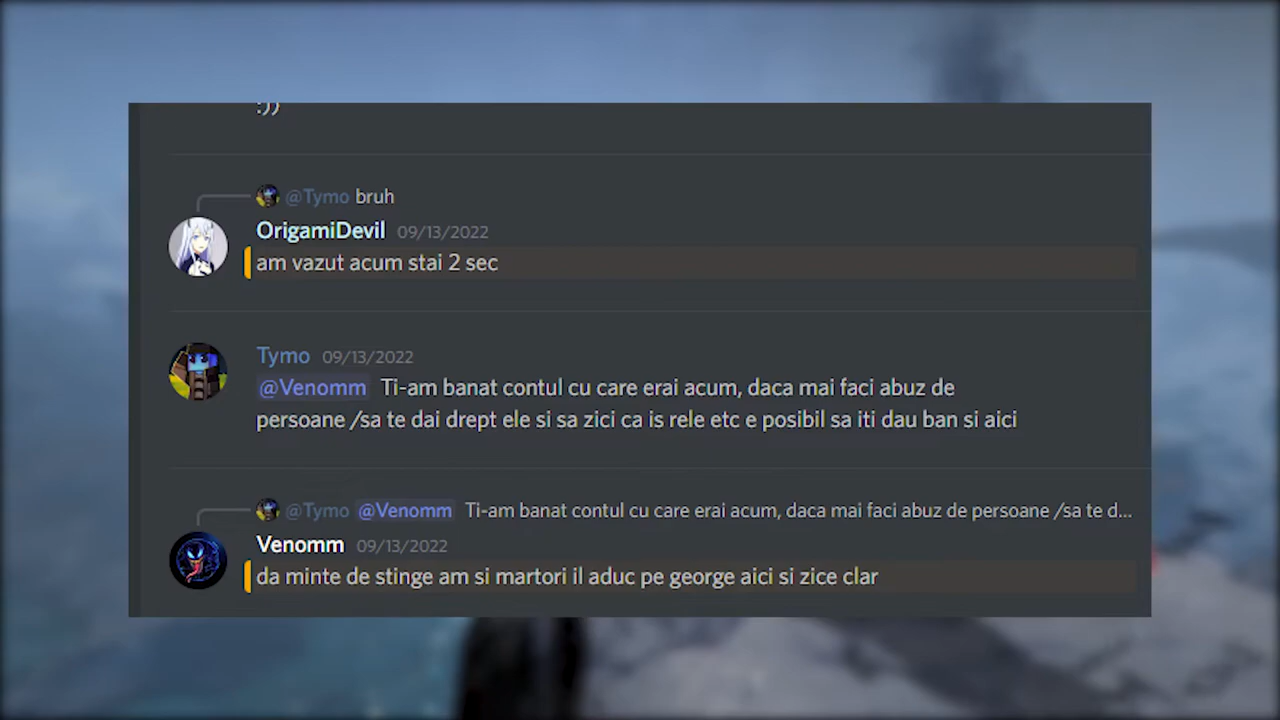 :))
@Tymo bruh
OrigamiDevil 09/13/2022
am vazut acum stai 2 sec
Tymo 09/13/2022
@Venomm Ti-am banat contul cu care erai acum, daca mai faci abuz de
persoane /sa te dai drept ele si sa zici ca is rele etc e posibil sa iti dau ban si aici
@Tymo @Venomm Ti-am banat contul cu care erai acum, daca mai faci abuz de persoane /sa te d...
Venomm 09/13/2022
da minte de stinge am si martori il aduc pe george aici si zice clar